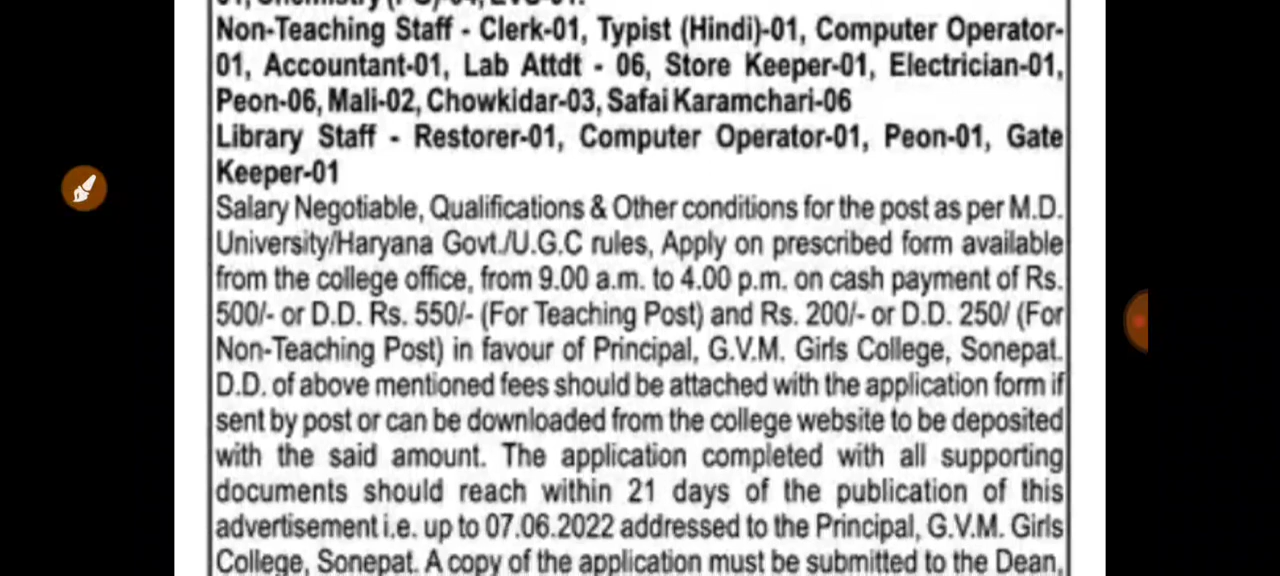 Non-Teaching Staff - Clerk-01, Typist (Hindi)-01, Computer Operator-
01, Accountant-01, Lab Attdt - 06, Store Keeper-01, Electrician-01,
Peon-06, Mali-02, Chowkidar-03, Safai Karamchari-06
Library Staff - Restorer-01, Computer Operator-01, Peon-01, Gate
Keeper-01
Salary Negotiable, Qualifications & Other conditions for the post as per M.D.
University/Haryana Govt./U.G.C rules, Apply on prescribed form available
from the college office, from 9.00 a.m. to 4.00 p.m. on cash payment of Rs.
500/- or D.D. Rs. 550/- (For Teaching Post) and Rs. 200/- or D.D. 250/ (For
Non-Teaching Post) in favour of Principal, G.V.M. Girls College, Sonepat.
D.D. of above mentioned fees should be attached with the application form if
sent by post or can be downloaded from the college website to be deposited
with the said amount. The application completed with all supporting
documents should reach within 21 days of the publication of this
advertisement i.e. up to 07.06.2022 addressed to the Principal, G.V.M. Girls
College, Sonepat. A copy of the application must be submitted to the Dean,